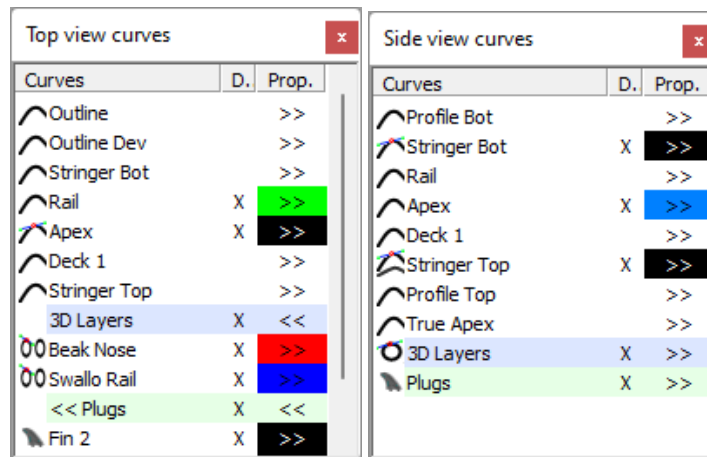 Top view curves x
Curves D. Prop.
Outline >>
Outline Dev >>
Stringer Bot >>
Rail X >>
Apex X >>
Deck 1 >>
Stringer Top >>
3D Layers X <<
Beak Nose X >>
Swallo Rail X >>
<< Plugs X <<
Fin 2 X >>
Side view curves x
Curves D. Prop.
Profile Bot >>
Stringer Bot X >>
Rail >>
Apex X >>
Deck 1 >>
Stringer Top X >>
Profile Top >>
True Apex >>
3D Layers X >>
Plugs X >>